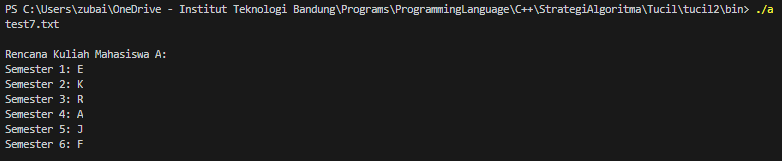 PS C:\Users\zubai\OneDrive - Institut Teknologi Bandung\Programs\ProgrammingLanguage\C++\StrategiAlgoritma\Tucil\tucil2\bin> ./a
test7.txt
Rencana Kuliah Mahasiswa A:
Semester 1: E
Semester 2: K
Semester 3: R
Semester 4: A
Semester 5: J
Semester 6: F